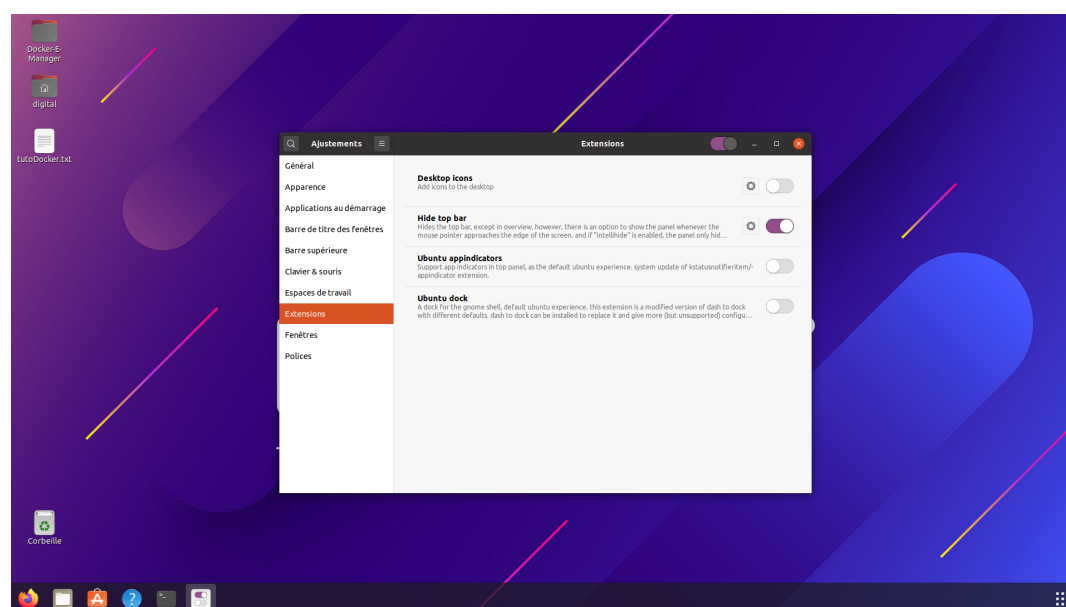 Docker-E-
Manager
digital
tutoDocker.txt
Corbeille
Ajustements
Extensions
Général
Apparence
Applications au démarrage
Barre de titre des fenêtres
Barre supérieure
Clavier & souris
Espaces de travail
Extensions
Fenêtres
Polices
Desktop icons
Add icons to the desktop
Hide top bar
Hides the top bar, except in overview. however, there is an option to show the panel whenever the
mouse pointer approaches the edge of the screen. and if "intellihide" is enabled, the panel only hid...
Ubuntu appindicators
Support app indicators in top panel, as the default ubuntu experience. system update of kstatusnotifieritem/-
appindicator extension.
Ubuntu dock
A dock for the gnome shell, default ubuntu experience. this extension is a modified version of dash to dock
with different defaults. dash to dock can be installed to replace it and give more (but unsupported) configu...